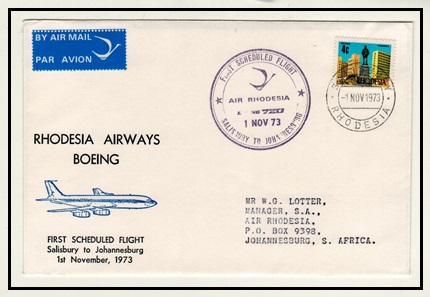 BY AIR MAIL
PAR AVION
FIRST SCHEDULED FLIGHT
AIR RHODESIA
720
1 NOV 73
SALISBURY TO JOHANNESBURG
4c
-1 NOV 1973
RHODESIA
RHODESIA AIRWAYS
BOEING
FIRST SCHEDULED FLIGHT
Salisbury to Johannesburg
1st November, 1973
MR W.G. LOTTER,
MANAGER, S.A.,
AIR RHODESIA,
P.O. BOX 9398,
JOHANNESBURG, S. AFRICA.